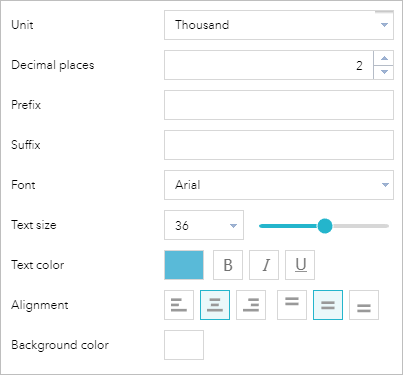 Unit Thousand
Decimal places 2
Prefix
Suffix
Font Arial
Text size 36
Text color B I U
Alignment
Background color